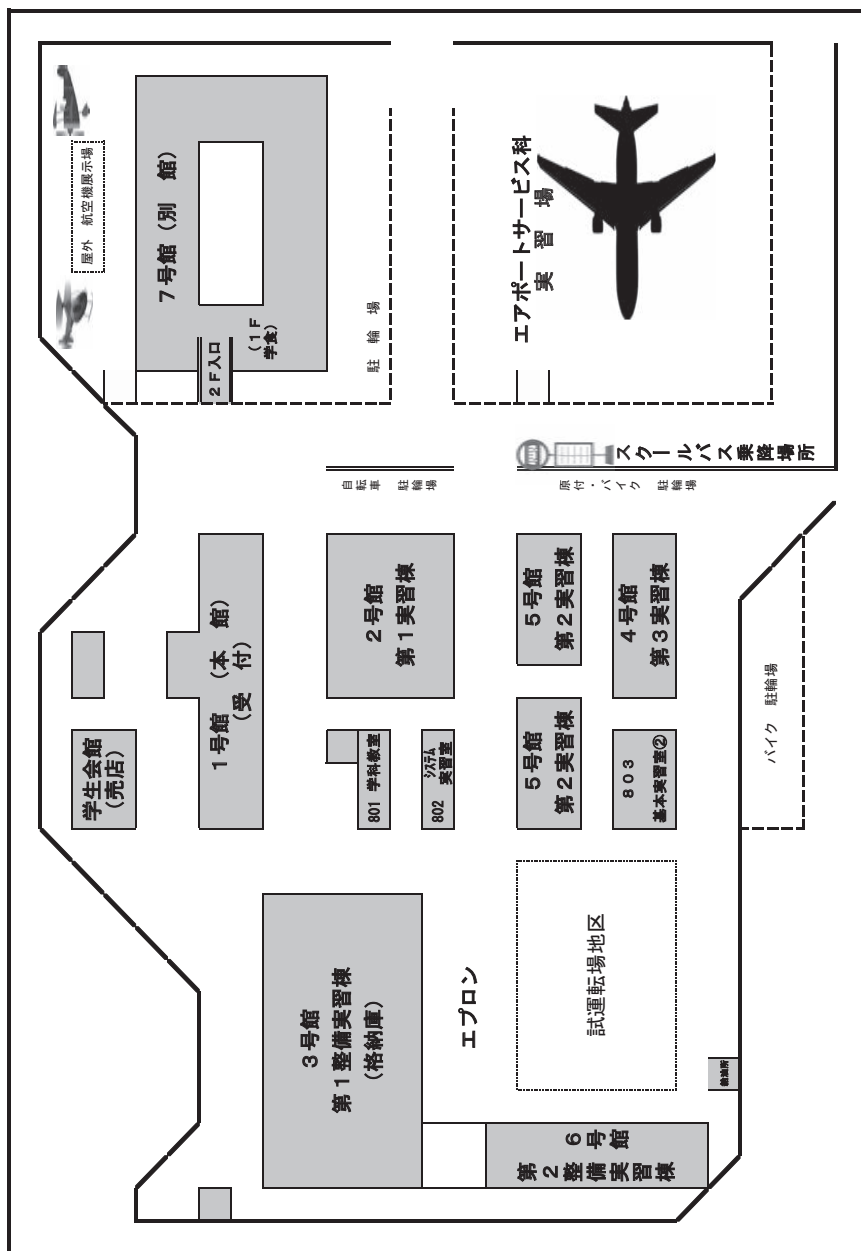 屋外 航空機展示場
７号館（別 館）
２Ｆ入口
（１Ｆ
学食）
駐 輪 場
エアポートサービス科
実 習 場
スクールバス乗降場所
自転車 駐輪場
原付・バイク 駐輪場
学生会館
（売店）
１号館 （本 館）
（受 付）
２号館
第１実習棟
５号館
第２実習棟
４号館
第３実習棟
801 学科教室
802 システム
実習室
５号館
第２実習棟
８０３
基本実習室②
バイク 駐輪場
３号館
第１整備実習棟
（格納庫）
エプロン
試運転場地区
給油所
６号館
第２整備実習棟